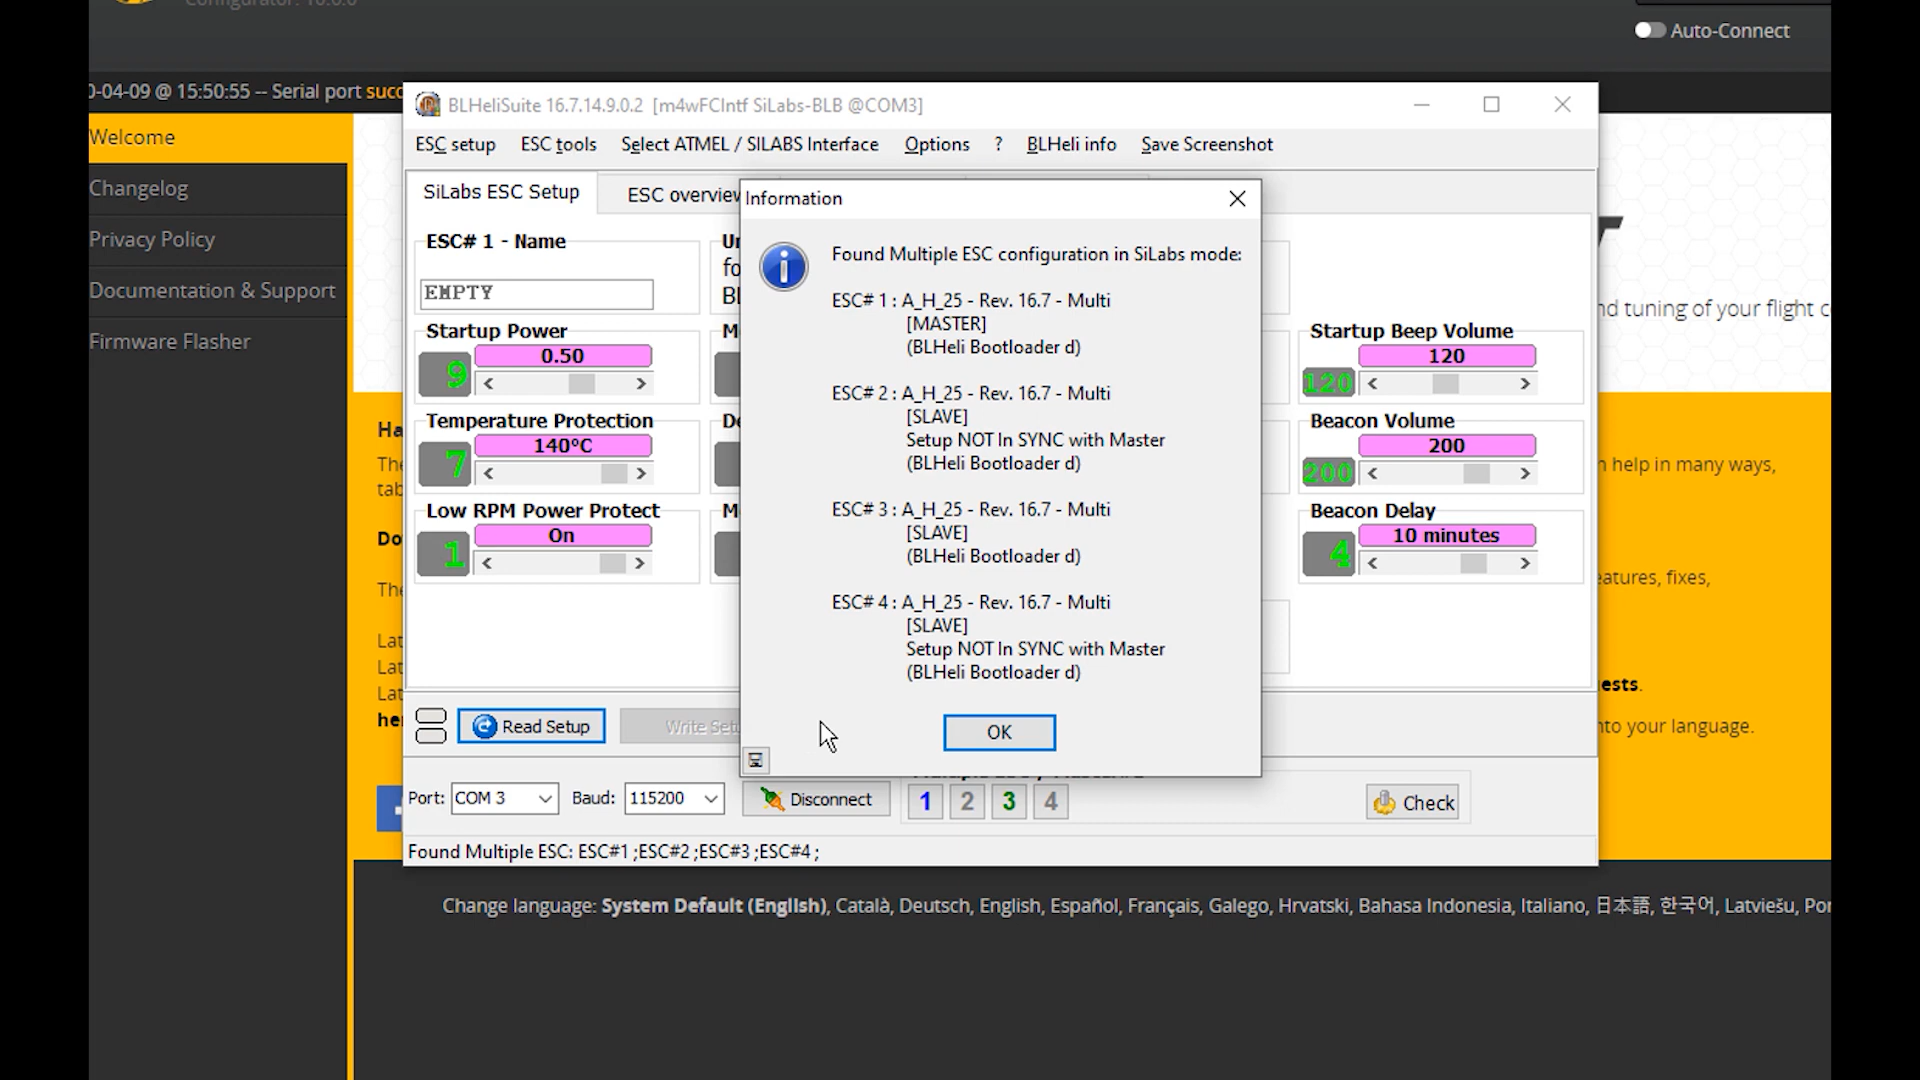 Configurator: 10.0.0
Auto-Connect
0-04-09 @ 15:50:55 -- Serial port succ
BLHeliSuite 16.7.14.9.0.2 [m4wFCIntf SiLabs-BLB @COM3]
ESC setup ESC tools Select ATMEL / SILABS Interface Options ? BLHeli info Save Screenshot
Welcome
Changelog
Privacy Policy
Documentation & Support
Firmware Flasher
SiLabs ESC Setup ESC overview
Information
ESC# 1 - Name
EMPTY
Startup Power
9 0.50
Temperature Protection
7 140°C
Low RPM Power Protect
1 On
Found Multiple ESC configuration in SiLabs mode:
ESC# 1 : A_H_25 - Rev. 16.7 - Multi
[MASTER]
(BLHeli Bootloader d)
ESC# 2 : A_H_25 - Rev. 16.7 - Multi
[SLAVE]
Setup NOT In SYNC with Master
(BLHeli Bootloader d)
ESC# 3 : A_H_25 - Rev. 16.7 - Multi
[SLAVE]
(BLHeli Bootloader d)
ESC# 4 : A_H_25 - Rev. 16.7 - Multi
[SLAVE]
Setup NOT In SYNC with Master
(BLHeli Bootloader d)
OK
Startup Beep Volume
120 120
Beacon Volume
200 200
Beacon Delay
4 10 minutes
nd tuning of your flight c
n help in many ways,
eatures, fixes,
ests.
nto your language.
Read Setup Write Setu
Port: COM 3 Baud: 115200 Disconnect 1 2 3 4 Check
Found Multiple ESC: ESC#1 ;ESC#2 ;ESC#3 ;ESC#4 ;
Change language: System Default (English), Català, Deutsch, English, Español, Français, Galego, Hrvatski, Bahasa Indonesia, Italiano, 日本語, 한국어, Latviešu, Por